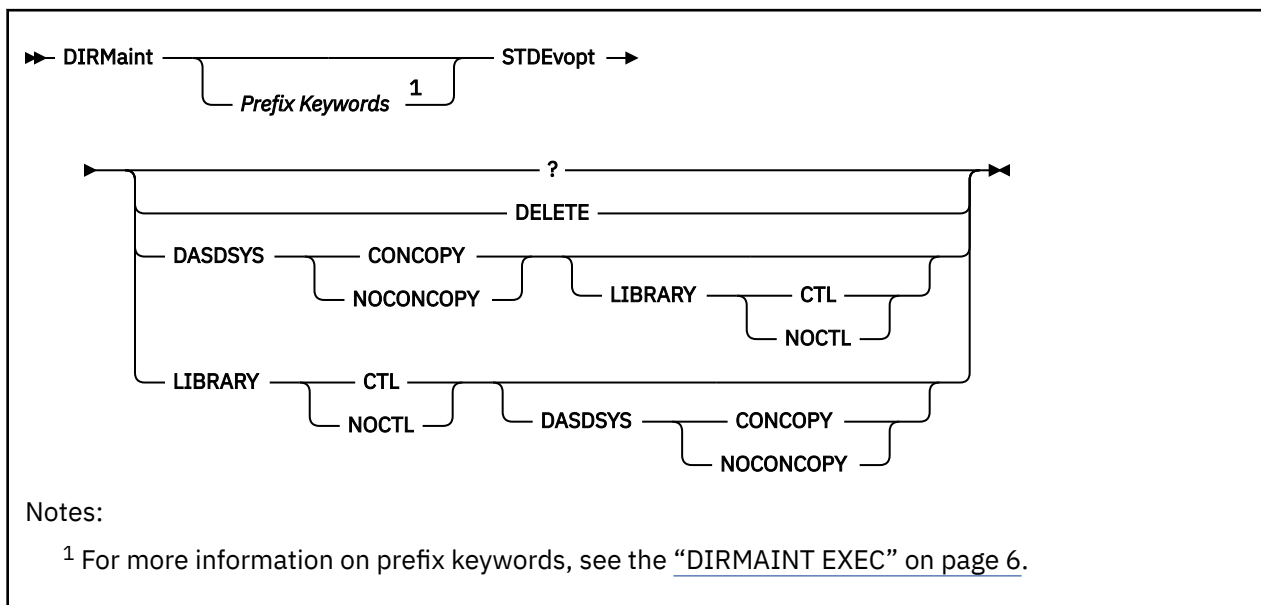 DIRMaint STDEvopt
Prefix Keywords 1
?
DELETE
DASDSYS CONCOPY
NOCONCOPY LIBRARY CTL
NOCTL
LIBRARY CTL
NOCTL DASDSYS CONCOPY
NOCONCOPY
Notes:
1 For more information on prefix keywords, see the “DIRMAINT EXEC” on page 6.